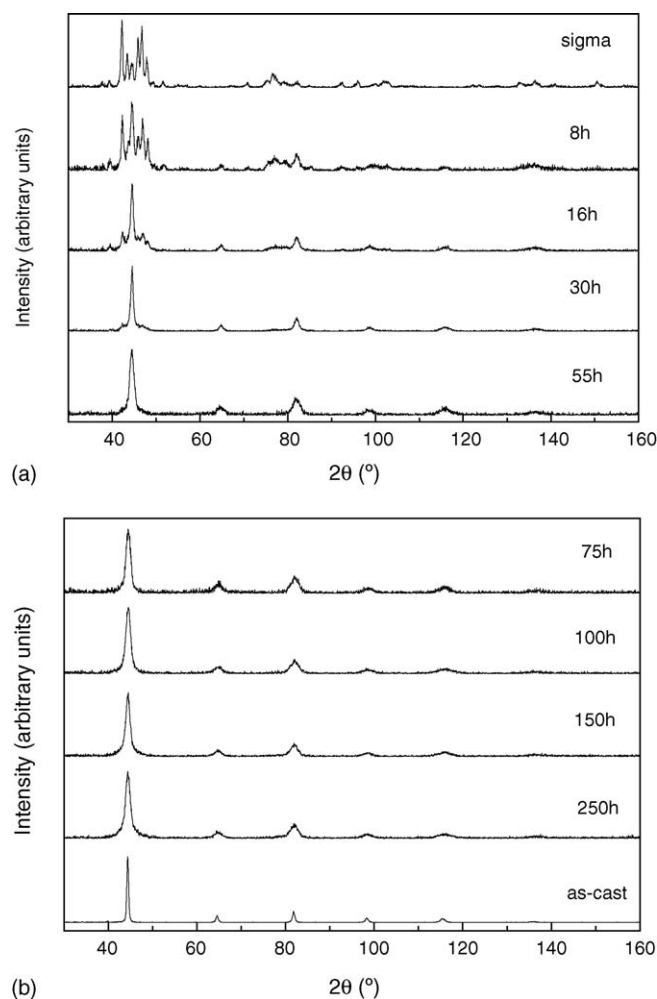 Intensity (arbitrary units)
sigma
8h
16h
30h
55h
40 60 80 100 120 140 160
(a)
2θ (º)
Intensity (arbitrary units)
75h
100h
150h
250h
as-cast
40 60 80 100 120 140 160
(b)
2θ (º)